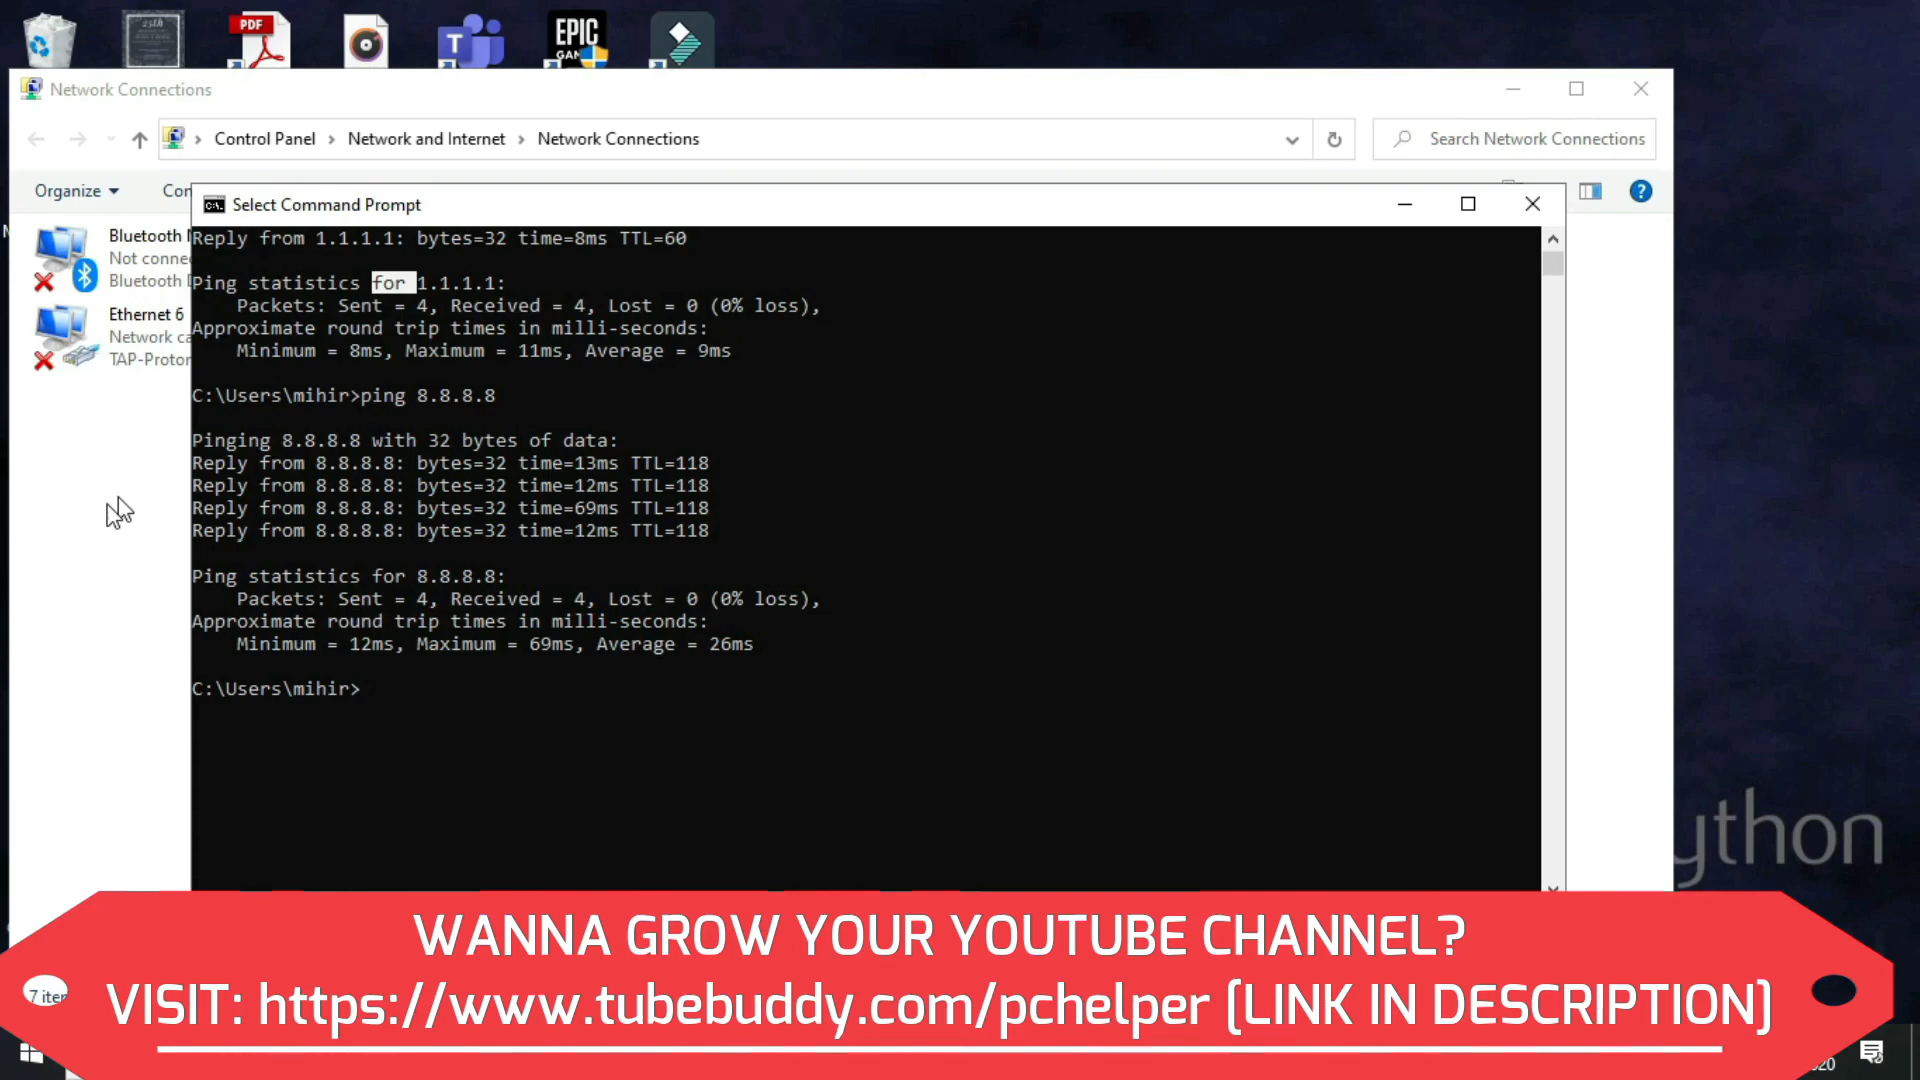 25th
PDF
T
EPIC
GAM
Network Connections
Control Panel > Network and Internet > Network Connections
Search Network Connections
Organize
Select Command Prompt
Bluetooth
Not conne
Bluetooth
Ethernet 6
Network ca
TAP-Proton
Reply from 1.1.1.1: bytes=32 time=8ms TTL=60
Ping statistics for 1.1.1.1:
Packets: Sent = 4, Received = 4, Lost = 0 (0% loss),
Approximate round trip times in milli-seconds:
Minimum = 8ms, Maximum = 11ms, Average = 9ms
C:\Users\mihir>ping 8.8.8.8
Pinging 8.8.8.8 with 32 bytes of data:
Reply from 8.8.8.8: bytes=32 time=13ms TTL=118
Reply from 8.8.8.8: bytes=32 time=12ms TTL=118
Reply from 8.8.8.8: bytes=32 time=69ms TTL=118
Reply from 8.8.8.8: bytes=32 time=12ms TTL=118
Ping statistics for 8.8.8.8:
Packets: Sent = 4, Received = 4, Lost = 0 (0% loss),
Approximate round trip times in milli-seconds:
Minimum = 12ms, Maximum = 69ms, Average = 26ms
C:\Users\mihir>
ython
WANNA GROW YOUR YOUTUBE CHANNEL?
VISIT: https://www.tubebuddy.com/pchelper (LINK IN DESCRIPTION)
7 iter
020